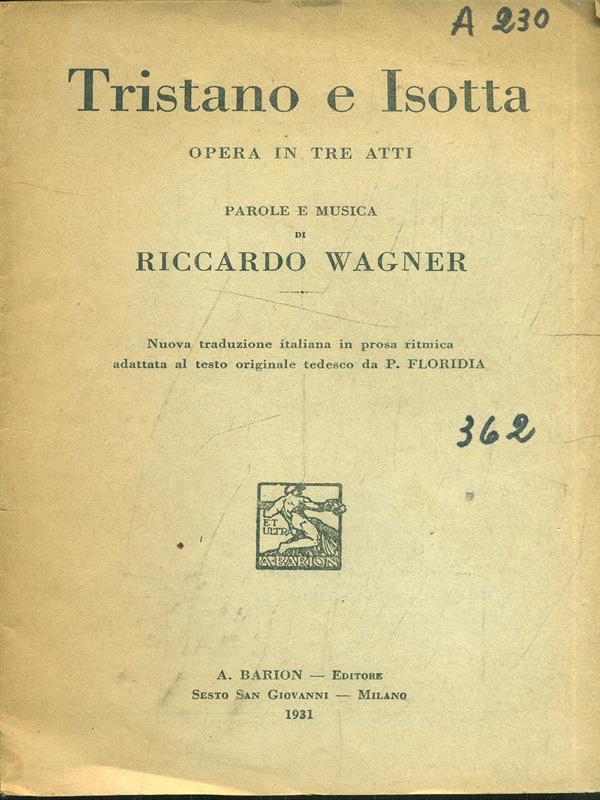 A 230
Tristano e Isotta
OPERA IN TRE ATTI
PAROLE E MUSICA
DI
RICCARDO WAGNER
Nuova traduzione italiana in prosa ritmica
adattata al testo originale tedesco da P. FLORIDIA
362
ET
ULTRA
A·BARION
A. BARION — EDITORE
SESTO SAN GIOVANNI — MILANO
1931